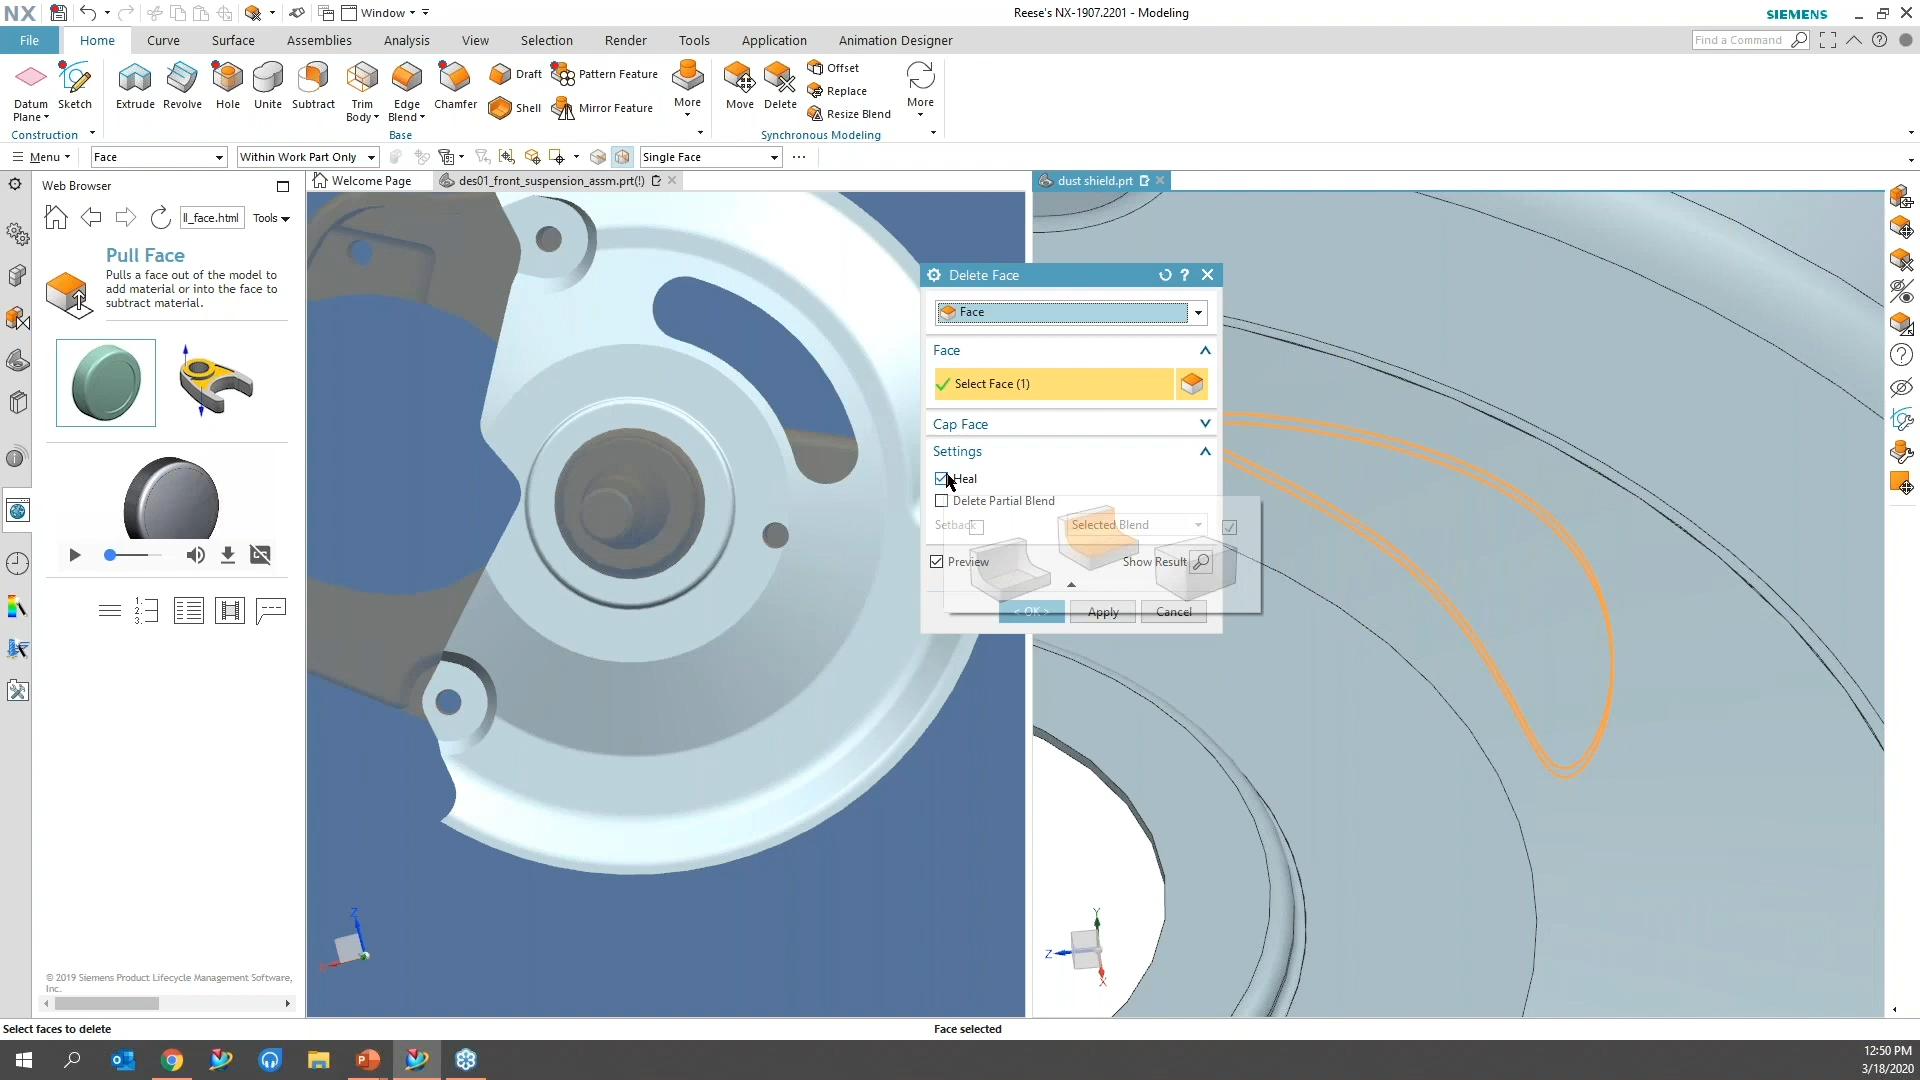 NX
Window
Reese's NX-1907.2201 - Modeling
SIEMENS
File
Home
Curve
Surface
Assemblies
Analysis
View
Selection
Render
Tools
Application
Animation Designer
Find a Command
Datum Plane
Sketch
Extrude
Revolve
Hole
Unite
Subtract
Trim Body
Edge Blend
Chamfer
Draft
Shell
Pattern Feature
Mirror Feature
More
Move
Delete
Offset
Replace
Resize Blend
More
Construction
Base
Synchronous Modeling
Menu
Face
Within Work Part Only
Single Face
Web Browser
Welcome Page
des01_front_suspension_assm.prt(!)
dust shield.prt
ll_face.html
Tools
Pull Face
Pulls a face out of the model to
add material or into the face to
subtract material.
Delete Face
Face
Face
Select Face (1)
Cap Face
Settings
Heal
Delete Partial Blend
Setback
Selected Blend
Preview
Show Result
< OK >
Apply
Cancel
Z
Y
Z
X
© 2019 Siemens Product Lifecycle Management Software,
Inc.
Select faces to delete
Face selected
12:50 PM
3/18/2020